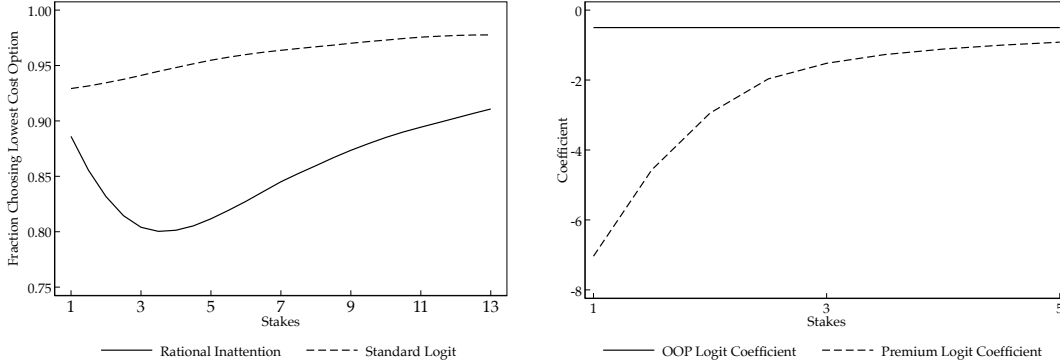 Fraction Choosing Lowest Cost Option
1.00
0.95
0.90
0.85
0.80
0.75
1 3 5 7 9 11 13
Stakes
Rational Inattention Standard Logit
Coefficient
0
-2
-4
-6
-8
1 3 5
Stakes
OOP Logit Coefficient Premium Logit Coefficient